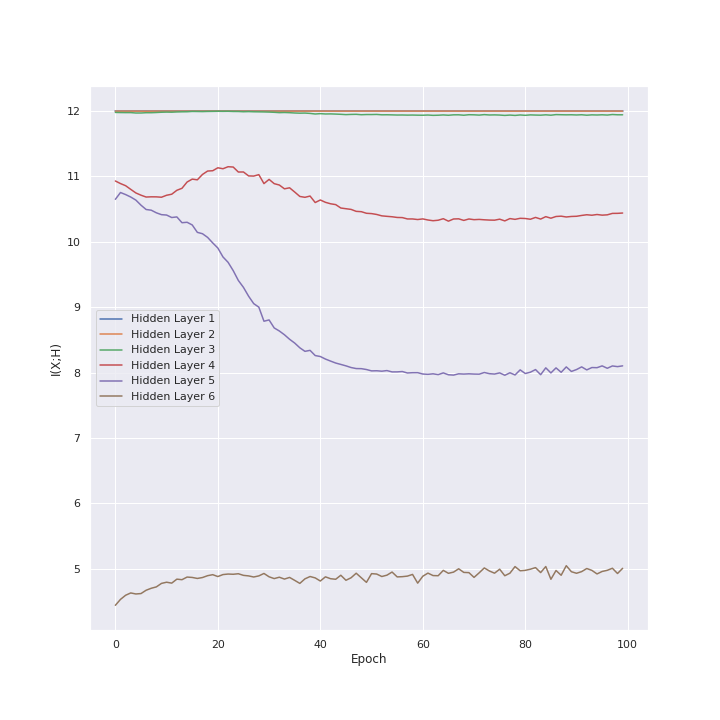 12
11
10
9
8
7
6
5
I(X;H)
Hidden Layer 1
Hidden Layer 2
Hidden Layer 3
Hidden Layer 4
Hidden Layer 5
Hidden Layer 6
0 20 40 60 80 100
Epoch